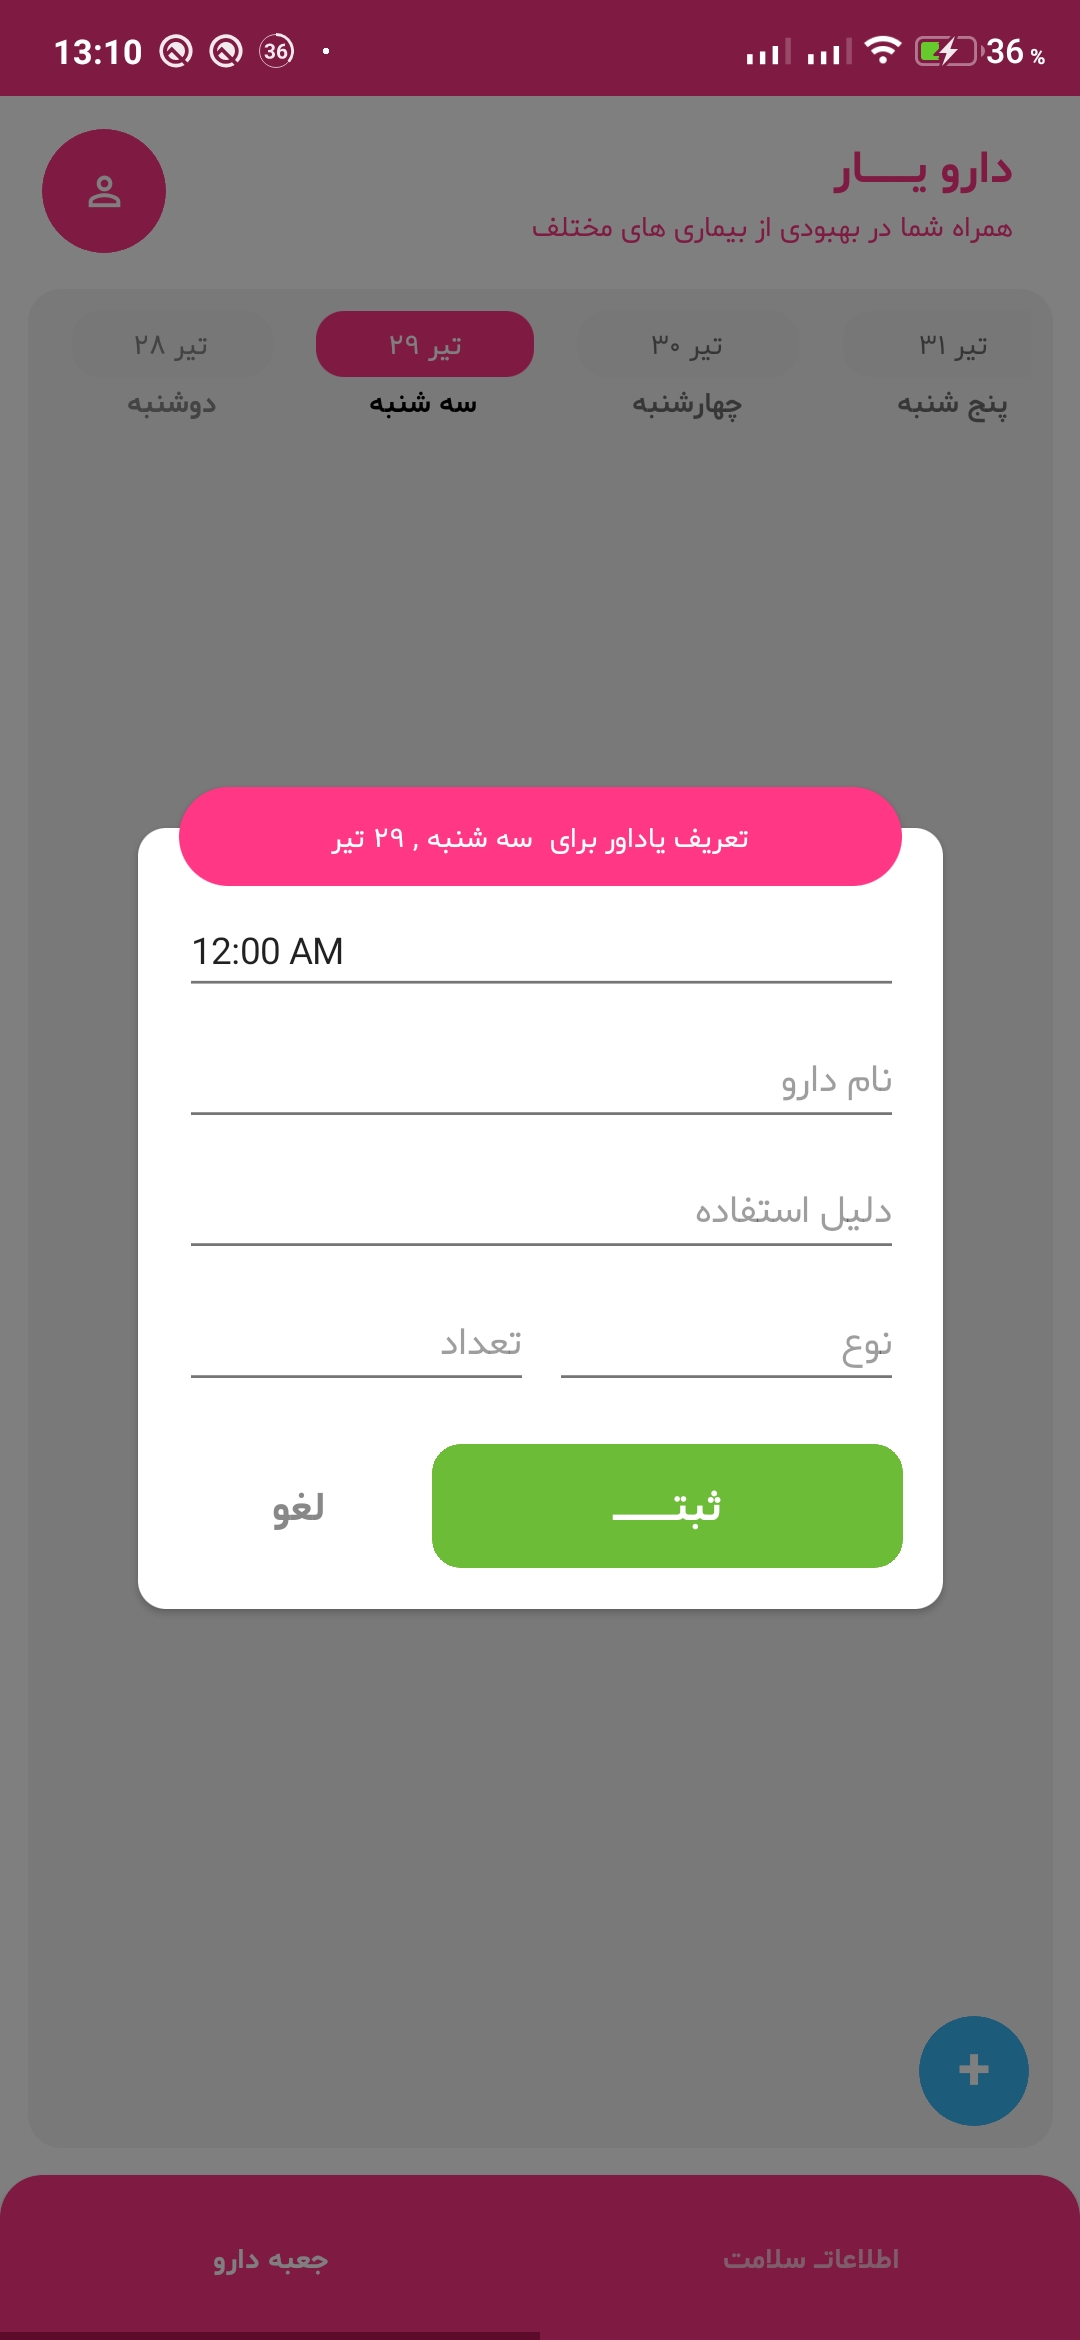 13:10 36 36 %
دارو یـــار
همراه شما در بهبودی از بیماری های مختلف
۳۱ تیر ۳۰ تیر ۲۹ تیر ۲۸ تیر
پنج شنبه چهارشنبه سه شنبه دوشنبه
تعریف یاداور برای سه شنبه , ۲۹ تیر
12:00 AM
نام دارو
دلیل استفاده
نوع تعداد
ثبتـــــ لغو
+
اطلاعاتـ سلامت جعبه دارو